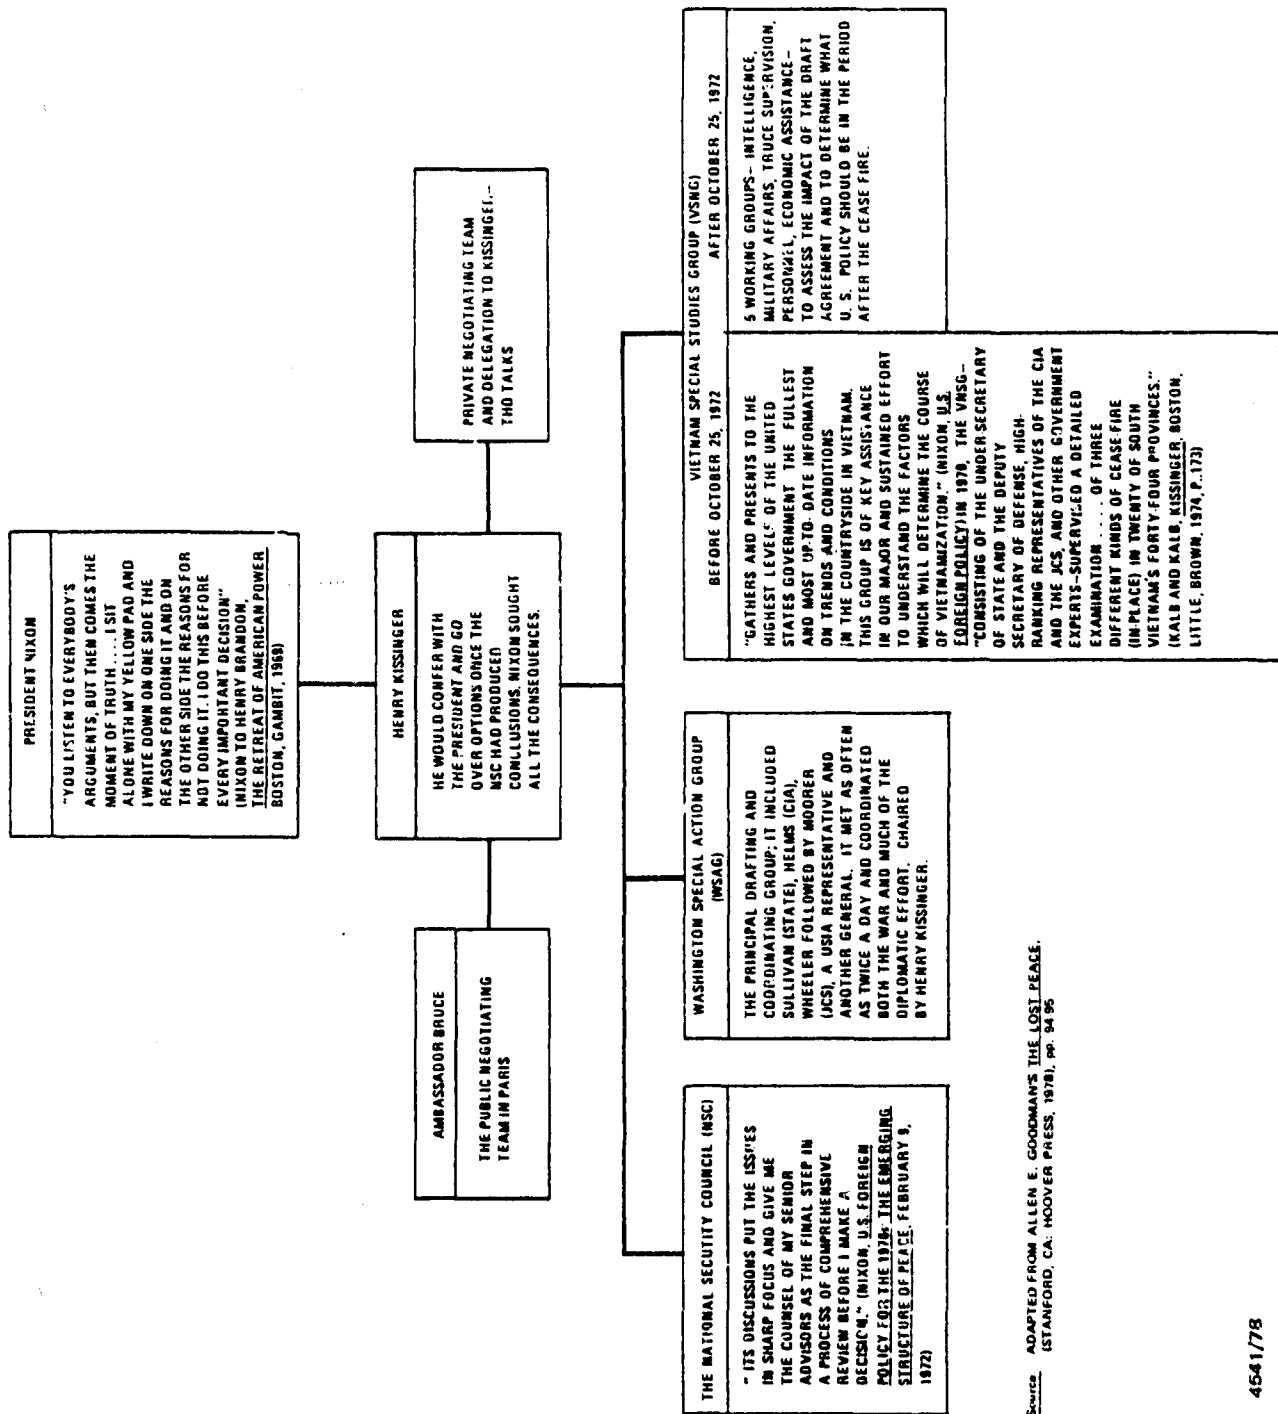 PRESIDENT NIXON
"YOU LISTEN TO EVERYBODY'S
ARGUMENTS, BUT THEN COMES THE
MOMENT OF TRUTH.....I SIT
ALONE WITH MY YELLOW PAD AND
I WRITE DOWN ON ONE SIDE THE
REASONS FOR DOING IT AND ON
THE OTHER SIDE THE REASONS FOR
NOT DOING IT. I DO THIS BEFORE
EVERY IMPORTANT DECISION"
(NIXON TO HENRY BRANDON,
THE RETREAT OF AMERICAN POWER
BOSTON, GAMBIT, 1969)
AMBASSADOR BRUCE
THE PUBLIC NEGOTIATING
TEAM IN PARIS
HENRY KISSINGER
HE WOULD CONFER WITH
THE PRESIDENT AND GO
OVER OPTIONS ONCE THE
NSC HAD PRODUCED
CONCLUSIONS. NIXON SOUGHT
ALL THE CONSEQUENCES.
PRIVATE NEGOTIATING TEAM
AND DELEGATION TO KISSINGER-
THO TALKS
THE NATIONAL SECUTITY COUNCIL (NSC)
"ITS DISCUSSIONS PUT THE ISSUES
IN SHARP FOCUS AND GIVE ME
THE COUNSEL OF MY SENIOR
ADVISORS AS THE FINAL STEP IN
A PROCESS OF COMPREHENSIVE
REVIEW BEFORE I MAKE A
DECISION." (NIXON, U.S. FOREIGN
POLICY FOR THE 1970s: THE EMERGING
STRUCTURE OF PEACE, FEBRUARY 9,
1972)
WASHINGTON SPECIAL ACTION GROUP
(WSAG)
THE PRINCIPAL DRAFTING AND
COORDINATING GROUP; IT INCLUDED
SULLIVAN (STATE), HELMS (CIA),
WHEELER FOLLOWED BY MOORER
(JCS), A USIA REPRESENTATIVE AND
ANOTHER GENERAL. IT MET AS OFTEN
AS TWICE A DAY AND COORDINATED
BOTH THE WAR AND MUCH OF THE
DIPLOMATIC EFFORT. CHAIRED
BY HENRY KISSINGER.
VIETNAM SPECIAL STUDIES GROUP (VSNG)
BEFORE OCTOBER 25, 1972
"GATHERS AND PRESENTS TO THE
HIGHEST LEVELS OF THE UNITED
STATES GOVERNMENT THE FULLEST
AND MOST UP-TO-DATE INFORMATION
ON TRENDS AND CONDITIONS
IN THE COUNTRYSIDE IN VIETNAM.
THIS GROUP IS OF KEY ASSISTANCE
IN OUR MAJOR AND SUSTAINED EFFORT
TO UNDERSTAND THE FACTORS
WHICH WILL DETERMINE THE COURSE
OF VIETNAMIZATION." (NIXON, U.S.
FOREIGN POLICY) IN 1970, THE VNSG-
"CONSISTING OF THE UNDER SECRETARY
OF STATE AND THE DEPUTY
SECRETARY OF DEFENSE, HIGH-
RANKING REPRESENTATIVES OF THE CIA
AND THE JCS, AND OTHER GOVERNMENT
EXPERTS-SUPERVISED A DETAILED
EXAMINATION ..... OF THREE
DIFFERENT KINDS OF CEASE-FIRE
(IN-PLACE) IN TWENTY OF SOUTH
VIETNAM'S FORTY-FOUR PROVINCES."
(KALB AND KALB, KISSINGER, BOSTON,
LITTLE, BROWN, 1974, P. 173)
AFTER OCTOBER 25, 1972
5 WORKING GROUPS- INTELLIGENCE,
MILITARY AFFAIRS, TRUCE SUPERVISION,
PERSONNEL, ECONOMIC ASSISTANCE-
TO ASSESS THE IMPACT OF THE DRAFT
AGREEMENT AND TO DETERMINE WHAT
U. S. POLICY SHOULD BE IN THE PERIOD
AFTER THE CEASE FIRE.
Source: ADAPTED FROM ALLEN E. GOODMAN'S THE LOST PEACE,
(STANFORD, CA: HOOVER PRESS, 1978), pp. 94-95
4541/78